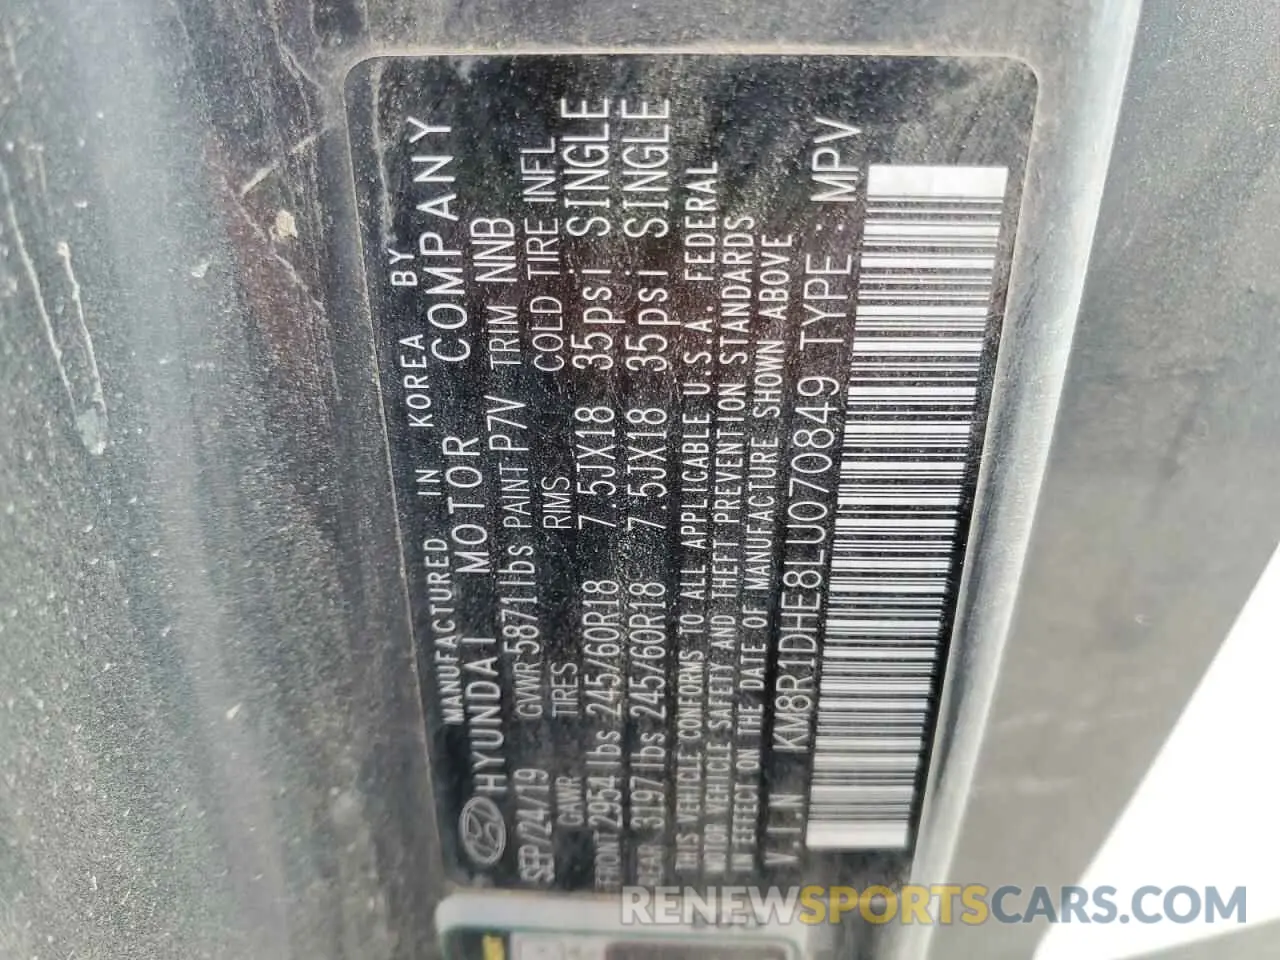 MANUFACTURED IN KOREA BY
HYUNDAI MOTOR COMPANY
SEP/24/19 GVWR 5871lbs PAINT P7V TRIM NNB
GAWR TIRES RIMS COLD TIRE INFL
FRONT 2954lbs 245/60R18 7.5JX18 35psi SINGLE
REAR 3197lbs 245/60R18 7.5JX18 35psi SINGLE
THIS VEHICLE CONFORMS TO ALL APPLICABLE U.S.A. FEDERAL
MOTOR VEHICLE SAFETY AND THEFT PREVENTION STANDARDS
IN EFFECT ON THE DATE OF MANUFACTURE SHOWN ABOVE
V.I.N KM8R1DHE8LU070849 TYPE : MPV
RENEWSPORTSCARS.COM